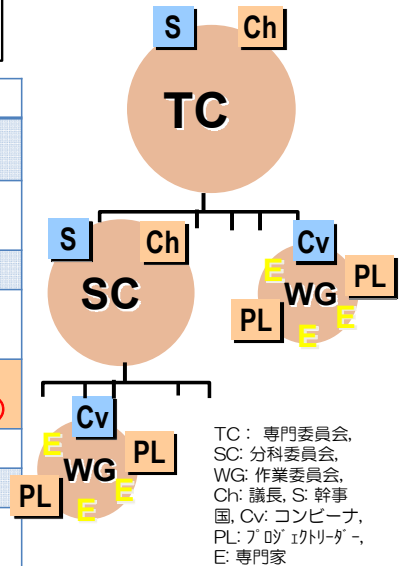 S
Ch
TC
S
Ch
SC
Cv
E
WG
PL
PL
E
E
Cv
E
WG
PL
PL
E
E
)
TC： 専門委員会,
SC: 分科委員会,
WG: 作業委員会,
Ch: 議長, S: 幹事
国, Cv: コンビーナ,
PL: ﾌﾟﾛｼﾞｪｸﾄﾘｰﾀﾞｰ,
E: 専門家